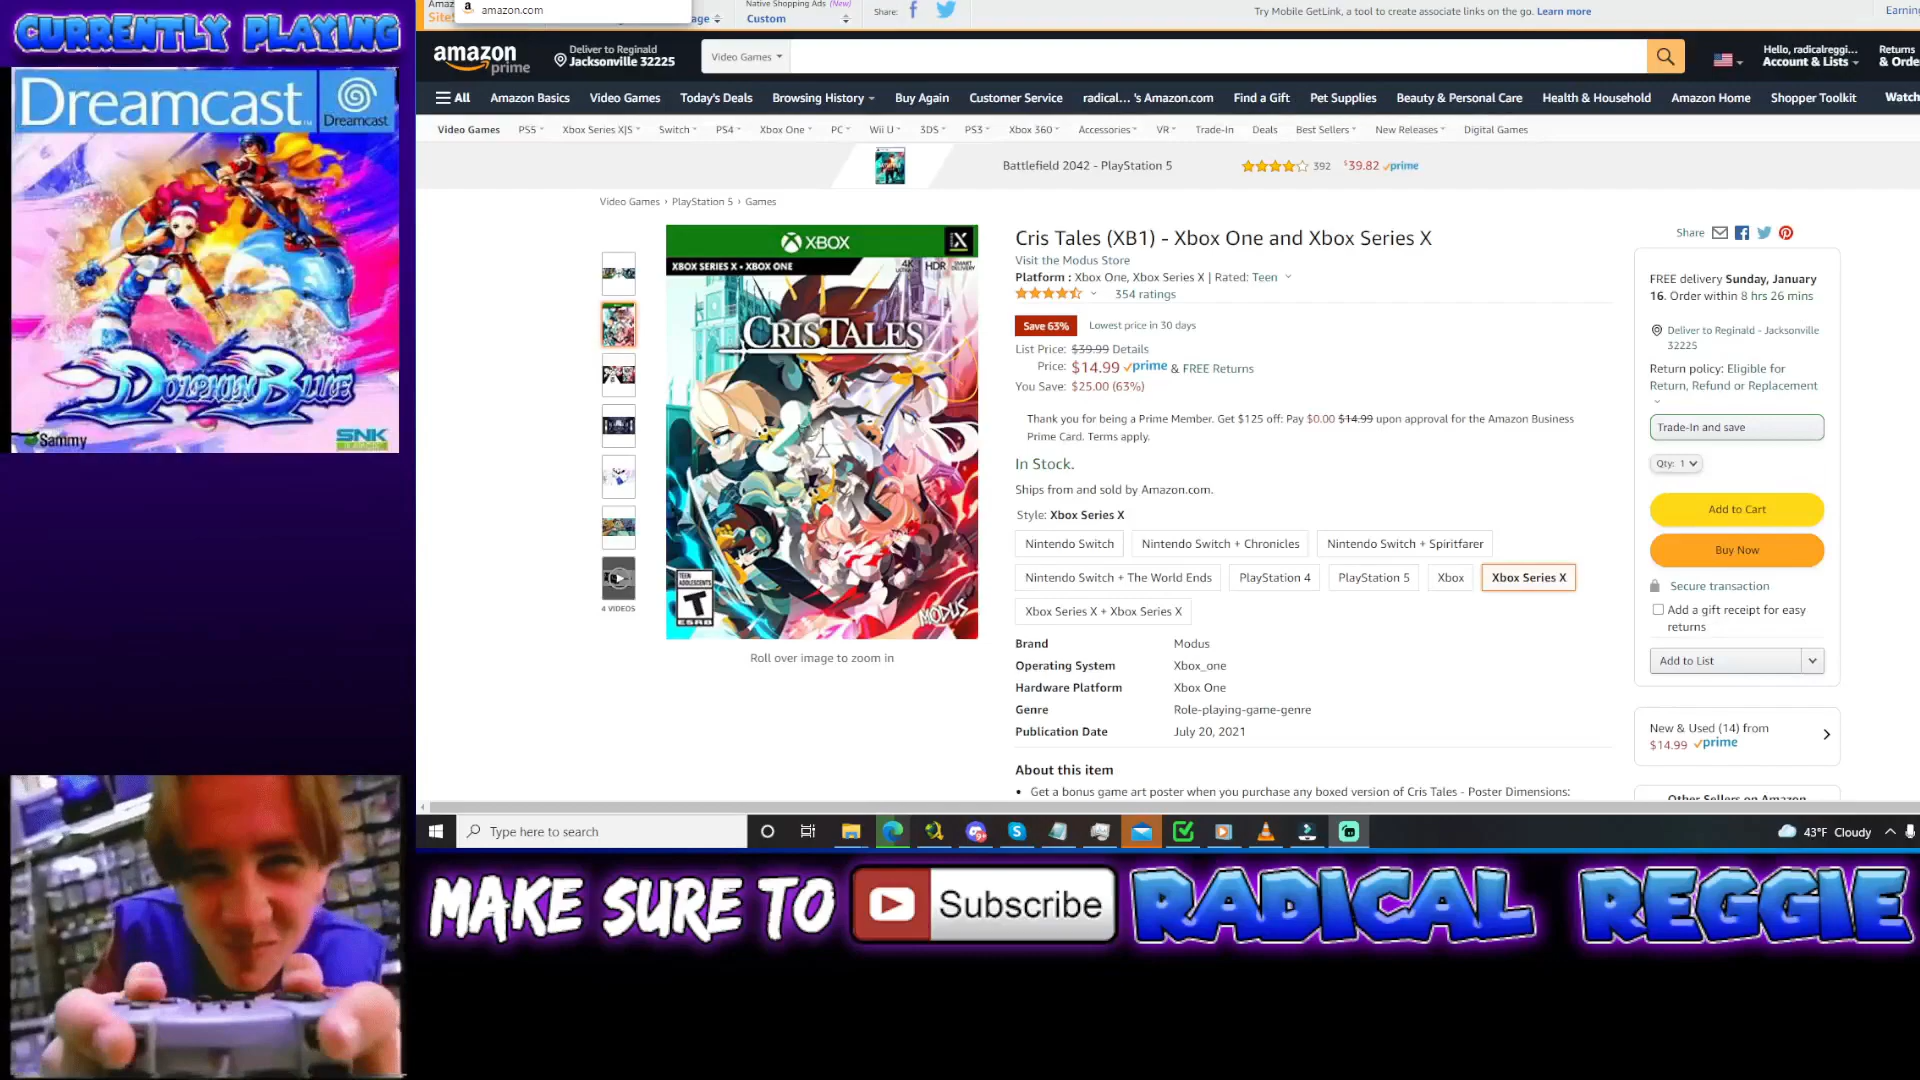 CURRENTLY PLAYING
Dreamcast
Dreamcast
DOLPHIN BLUE
Sammy
SNK
amazon.com
Native Shopping Ads (New)
Custom
Share:
Try Mobile GetLink, a tool to create associate links on the go. Learn more
amazon prime
Deliver to Reginald
Jacksonville 32225
Video Games
Hello, radicalreggi...
Account & Lists
Returns
All
Amazon Basics
Video Games
Today's Deals
Browsing History
Buy Again
Customer Service
radical... 's Amazon.com
Find a Gift
Pet Supplies
Beauty & Personal Care
Health & Household
Amazon Home
Shopper Toolkit
Video Games
PS5
Xbox Series X|S
Switch
PS4
Xbox One
PC
Wii U
3DS
PS3
Xbox 360
Accessories
VR
Trade-In
Deals
Best Sellers
New Releases
Digital Games
Battlefield 2042 - PlayStation 5
392
$39.82 prime
Video Games › PlayStation 5 › Games
XBOX
XBOX SERIES X • XBOX ONE
HDR
CRIS TALES
TEEN
T
ESRB
MODUS
4 VIDEOS
Roll over image to zoom in
Cris Tales (XB1) - Xbox One and Xbox Series X
Visit the Modus Store
Platform : Xbox One, Xbox Series X | Rated: Teen
354 ratings
Save 63%
Lowest price in 30 days
List Price: $39.99 Details
Price: $14.99 prime & FREE Returns
You Save: $25.00 (63%)
Thank you for being a Prime Member. Get $125 off: Pay $0.00 $14.99 upon approval for the Amazon Business
Prime Card. Terms apply.
In Stock.
Ships from and sold by Amazon.com.
Style: Xbox Series X
Nintendo Switch
Nintendo Switch + Chronicles
Nintendo Switch + Spiritfarer
Nintendo Switch + The World Ends
PlayStation 4
PlayStation 5
Xbox
Xbox Series X
Xbox Series X + Xbox Series X
Brand Modus
Operating System Xbox_one
Hardware Platform Xbox One
Genre Role-playing-game-genre
Publication Date July 20, 2021
About this item
• Get a bonus game art poster when you purchase any boxed version of Cris Tales - Poster Dimensions:
Share
FREE delivery Sunday, January
16. Order within 8 hrs 26 mins
Deliver to Reginald - Jacksonville
32225
Return policy: Eligible for
Return, Refund or Replacement
Trade-In and save
Qty: 1
Add to Cart
Buy Now
Secure transaction
Add a gift receipt for easy
returns
Add to List
New & Used (14) from
$14.99 prime
Other Sellers on Amazon
Type here to search
43°F Cloudy
MAKE SURE TO
Subscribe
RADICAL REGGIE